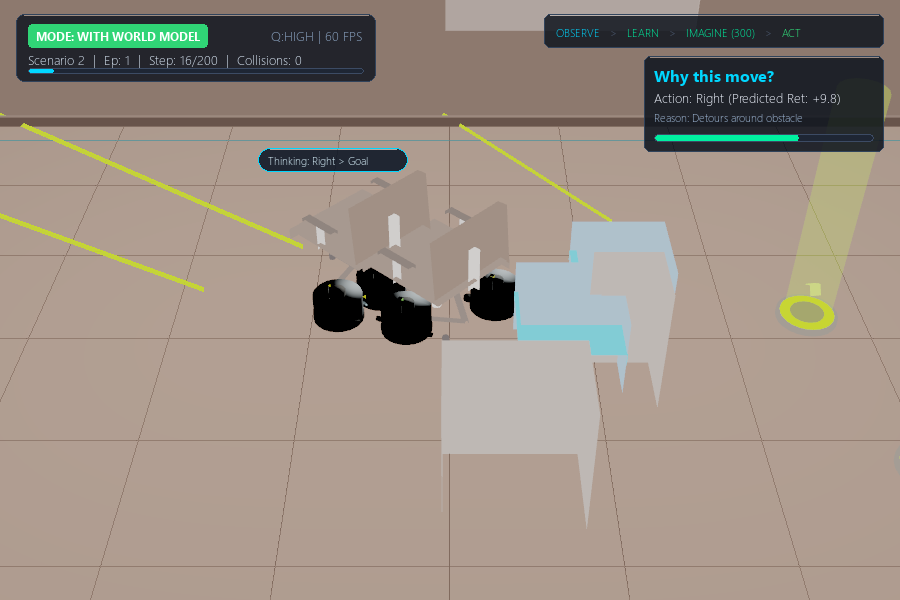 MODE: WITH WORLD MODEL
Q:HIGH | 60 FPS
Scenario 2 | Ep: 1 | Step: 16/200 | Collisions: 0
OBSERVE > LEARN > IMAGINE (300) > ACT
Why this move?
Action: Right (Predicted Ret: +9.8)
Reason: Detours around obstacle
Thinking: Right > Goal